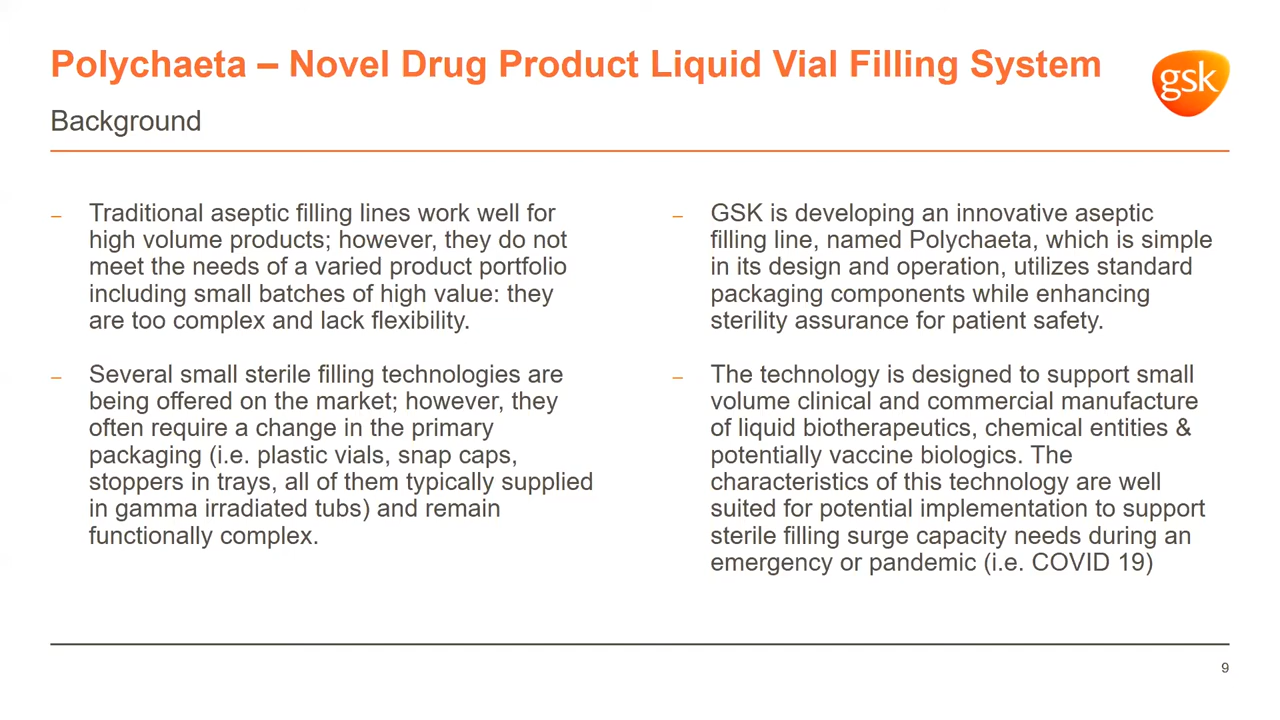 Polychaeta – Novel Drug Product Liquid Vial Filling System
gsk
Background
– Traditional aseptic filling lines work well for
high volume products; however, they do not
meet the needs of a varied product portfolio
including small batches of high value: they
are too complex and lack flexibility.
– Several small sterile filling technologies are
being offered on the market; however, they
often require a change in the primary
packaging (i.e. plastic vials, snap caps,
stoppers in trays, all of them typically supplied
in gamma irradiated tubs) and remain
functionally complex.
– GSK is developing an innovative aseptic
filling line, named Polychaeta, which is simple
in its design and operation, utilizes standard
packaging components while enhancing
sterility assurance for patient safety.
– The technology is designed to support small
volume clinical and commercial manufacture
of liquid biotherapeutics, chemical entities &
potentially vaccine biologics. The
characteristics of this technology are well
suited for potential implementation to support
sterile filling surge capacity needs during an
emergency or pandemic (i.e. COVID 19)
9